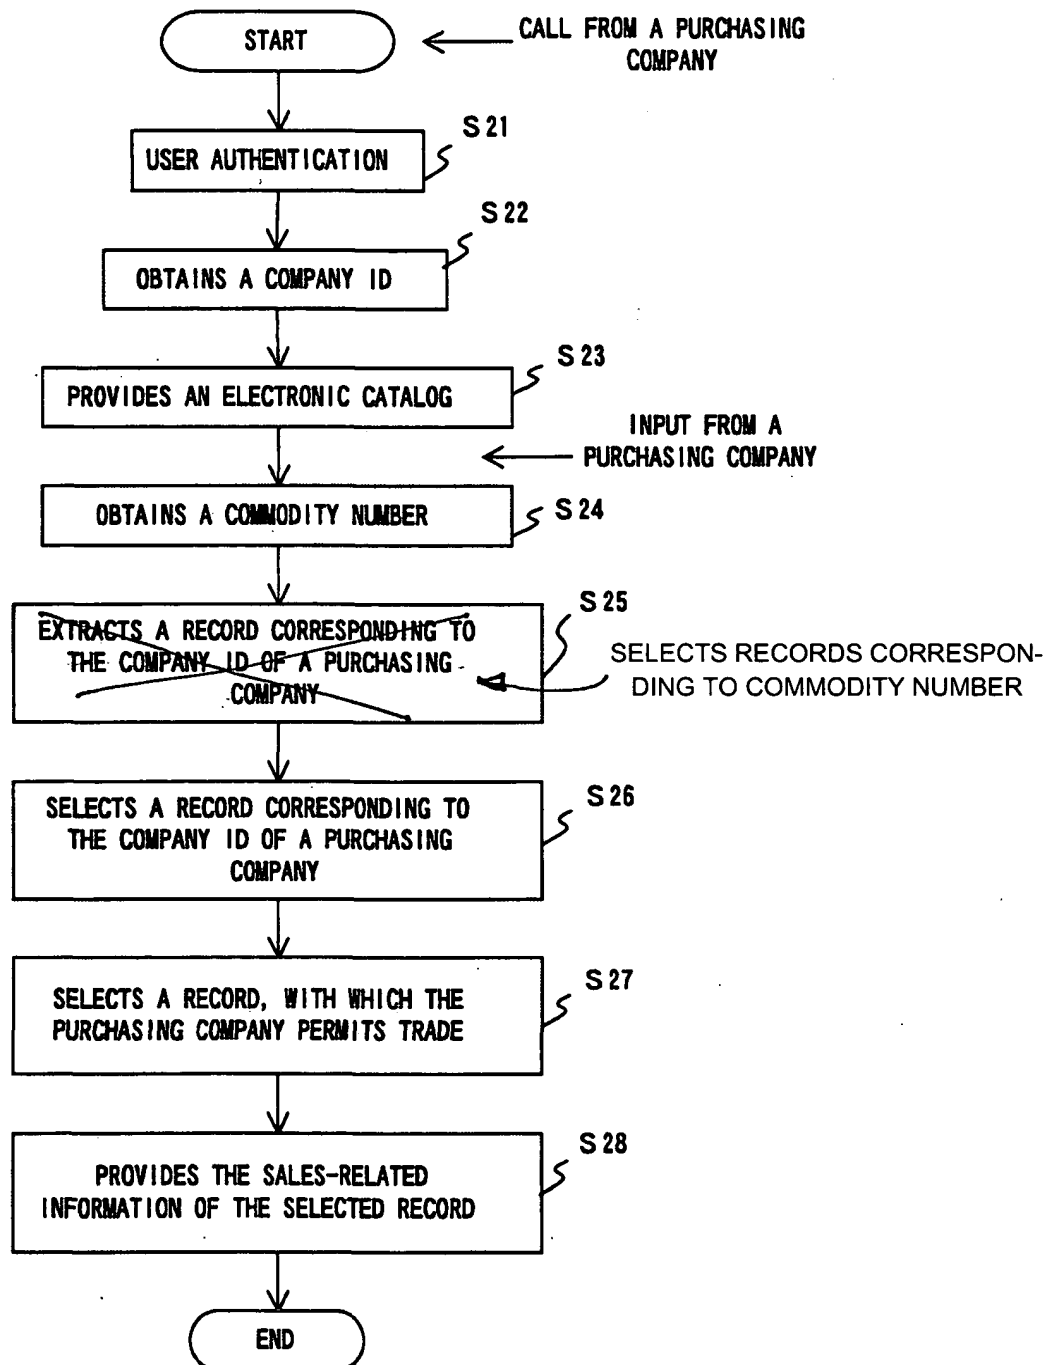 START
CALL FROM A PURCHASING
COMPANY
S21
USER AUTHENTICATION
S22
OBTAINS A COMPANY ID
S23
PROVIDES AN ELECTRONIC CATALOG
INPUT FROM A
PURCHASING COMPANY
OBTAINS A COMMODITY NUMBER
S24
S25
EXTRACTS A RECORD CORRESPONDING TO
THE COMPANY ID OF A PURCHASING
COMPANY
SELECTS RECORDS CORRESPON-
DING TO COMMODITY NUMBER
S26
SELECTS A RECORD CORRESPONDING TO
THE COMPANY ID OF A PURCHASING
COMPANY
S27
SELECTS A RECORD, WITH WHICH THE
PURCHASING COMPANY PERMITS TRADE
S28
PROVIDES THE SALES-RELATED
INFORMATION OF THE SELECTED RECORD
END